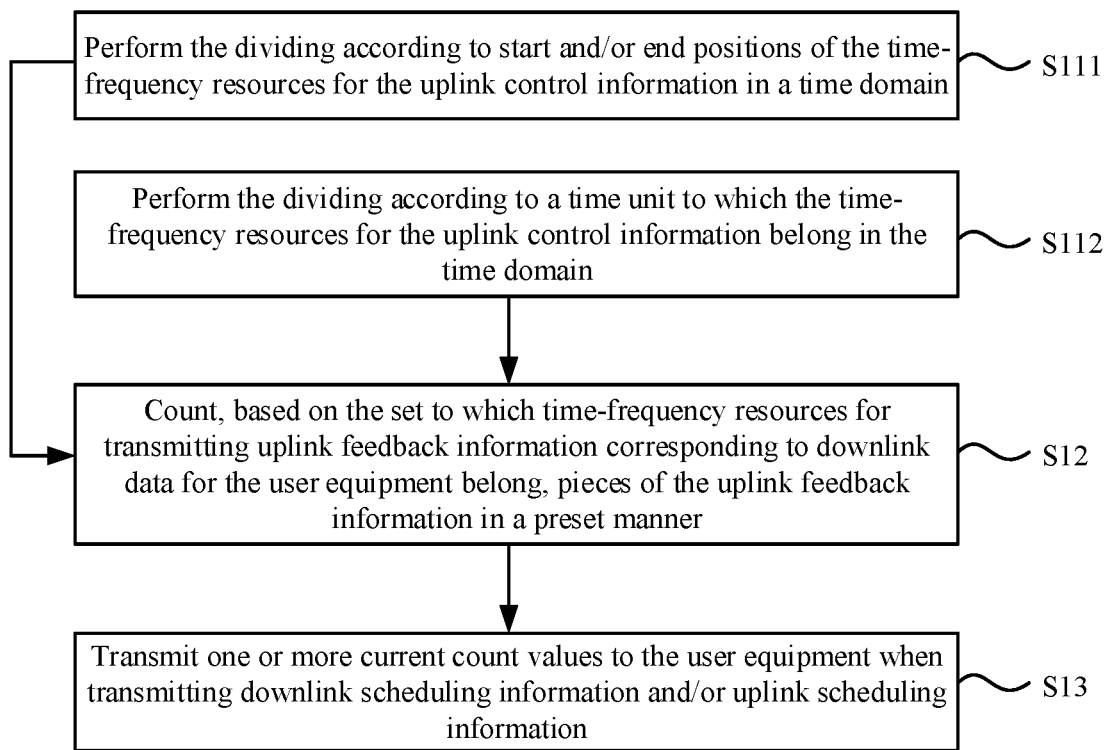 Perform the dividing according to start and/or end positions of the time-
frequency resources for the uplink control information in a time domain
S111
Perform the dividing according to a time unit to which the time-
frequency resources for the uplink control information belong in the
time domain
S112
Count, based on the set to which time-frequency resources for
transmitting uplink feedback information corresponding to downlink
data for the user equipment belong, pieces of the uplink feedback
information in a preset manner
S12
Transmit one or more current count values to the user equipment when
transmitting downlink scheduling information and/or uplink scheduling
information
S13